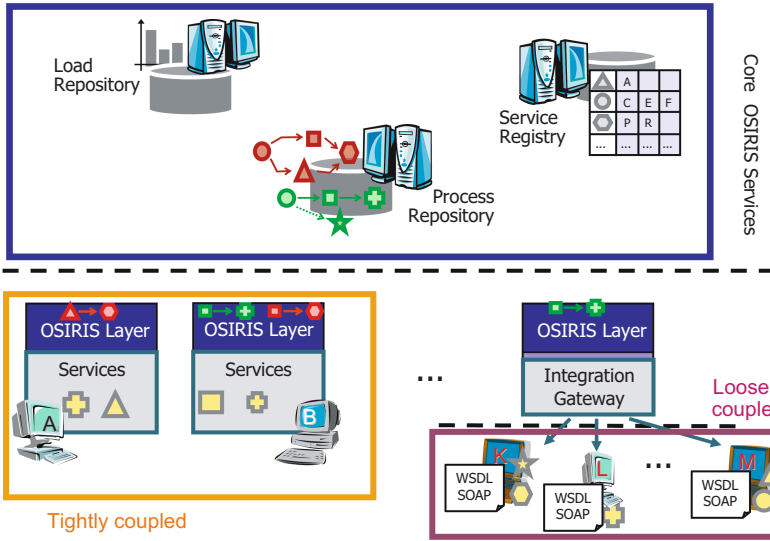 Load
Repository
Service
Registry
A
C E F
P R
... ... ... ...
Process
Repository
Core OSIRIS Services
OSIRIS Layer
Services
A
OSIRIS Layer
Services
B
...
OSIRIS Layer
Integration
Gateway
Loose
couple
K
WSDL
SOAP
L
WSDL
SOAP
...
M
WSDL
SOAP
Tightly coupled